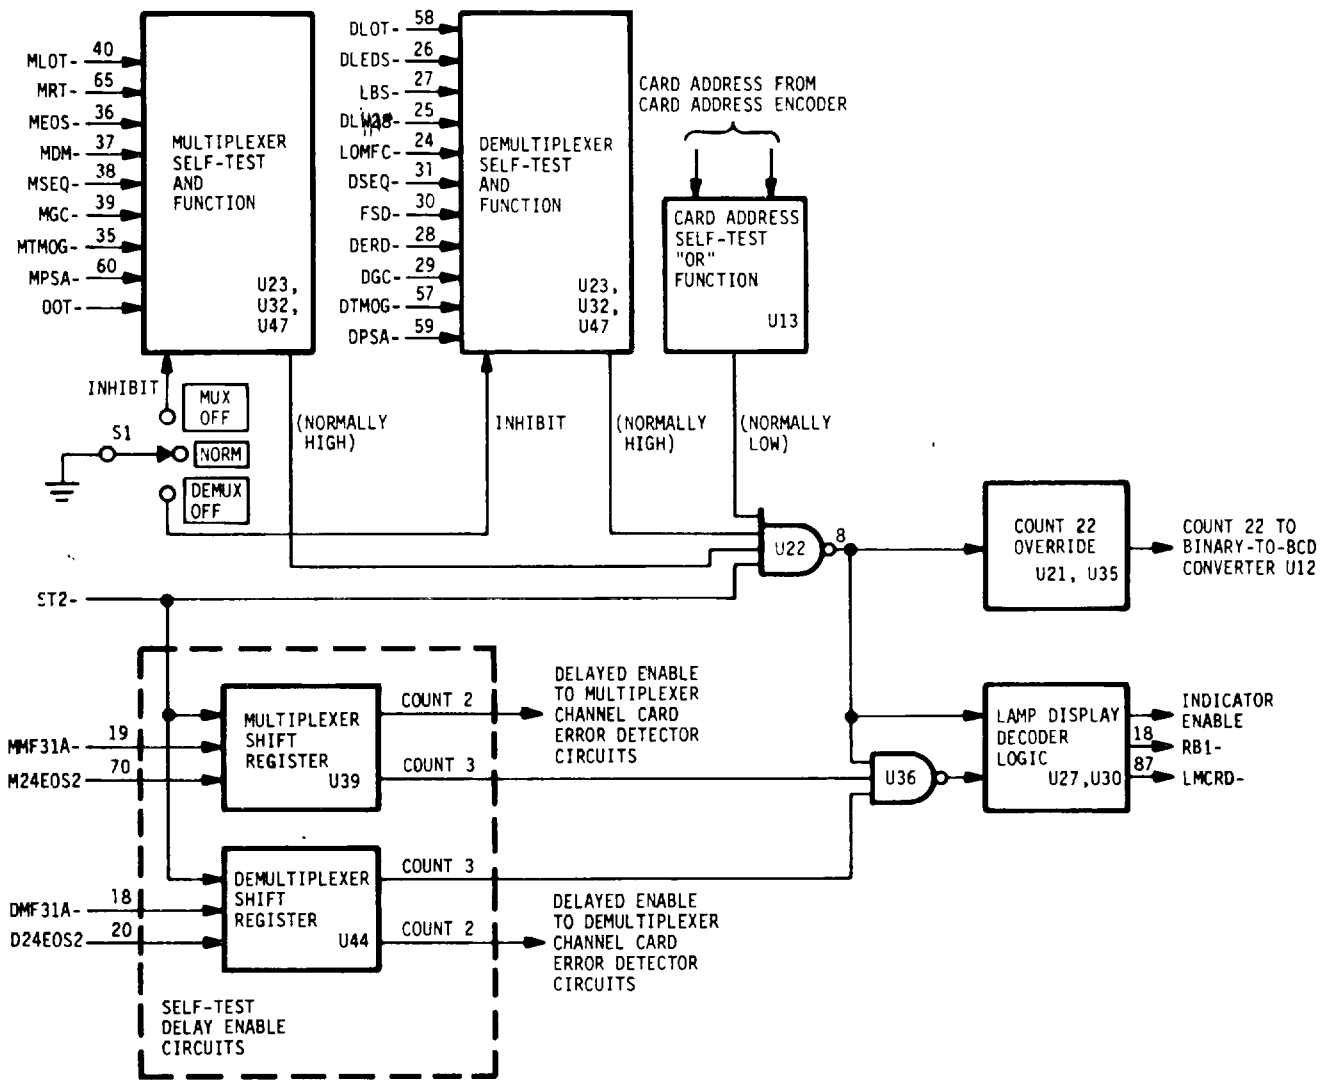 MLOT- 40
MRT- 65
MEOS- 36
MDM- 37
MSEQ- 38
MGC- 39
MTMOG- 35
MPSA- 60
OOT-
MULTIPLEXER
SELF-TEST
AND
FUNCTION
U23,
U32,
U47
DLOT- 58
DLEDS- 26
LBS- 27
25
LOMFC- 24
DSEQ- 31
FSD- 30
DERD- 28
DGC- 29
DTMOG- 57
DPSA- 59
DEMULTIPLEXER
SELF-TEST
AND
FUNCTION
U23,
U32,
U47
CARD ADDRESS FROM
CARD ADDRESS ENCODER
CARD ADDRESS
SELF-TEST
"OR"
FUNCTION
U13
INHIBIT
MUX
OFF
S1
NORM
DEMUX
OFF
(NORMALLY
HIGH)
INHIBIT
(NORMALLY
HIGH)
(NORMALLY
LOW)
U22
8
COUNT 22
OVERRIDE
U21, U35
COUNT 22 TO
BINARY-TO-BCD
CONVERTER U12
ST2-
MMF31A- 19
M24EOS2 70
MULTIPLEXER
SHIFT
REGISTER
U39
COUNT 2
COUNT 3
DELAYED ENABLE
TO MULTIPLEXER
CHANNEL CARD
ERROR DETECTOR
CIRCUITS
U36
LAMP DISPLAY
DECODER
LOGIC
U27,U30
INDICATOR
ENABLE
18 RB1-
87 LMCRD-
DMF31A- 18
D24EOS2 20
DEMULTIPLEXER
SHIFT
REGISTER
U44
COUNT 3
COUNT 2
DELAYED ENABLE
TO DEMULTIPLEXER
CHANNEL CARD
ERROR DETECTOR
CIRCUITS
SELF-TEST
DELAY ENABLE
CIRCUITS